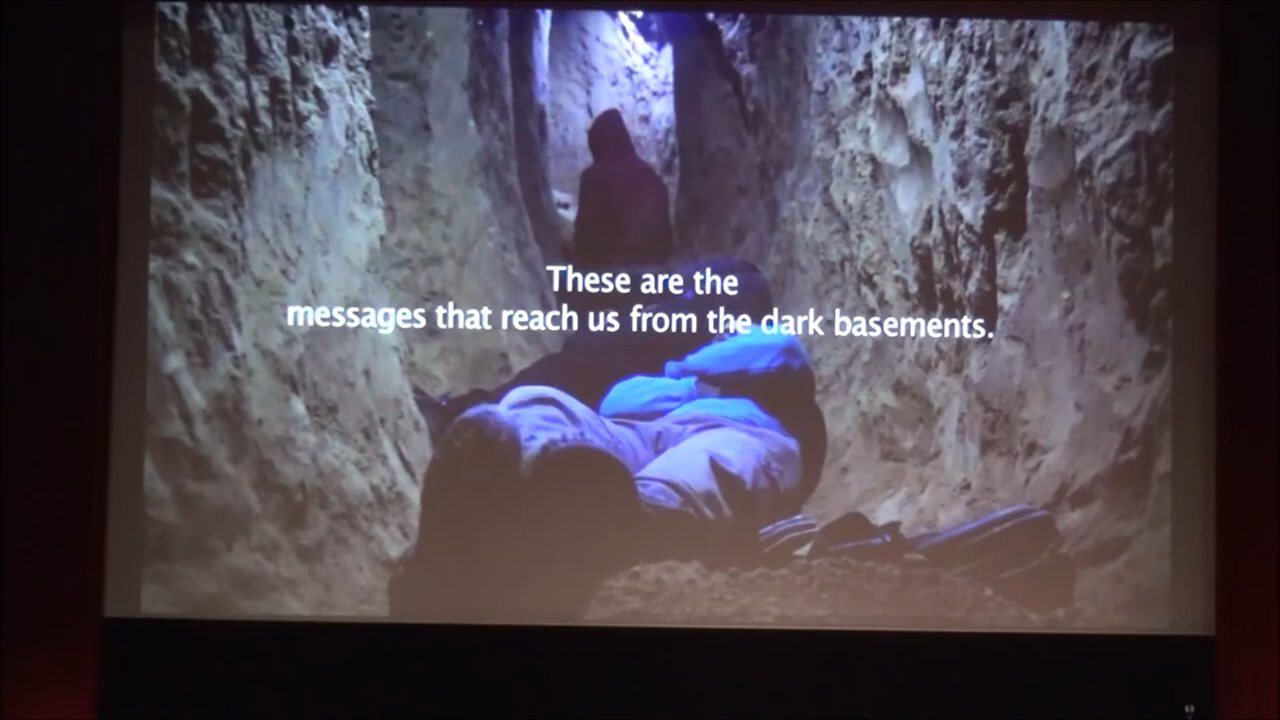 These are the
messages that reach us from the dark basements.